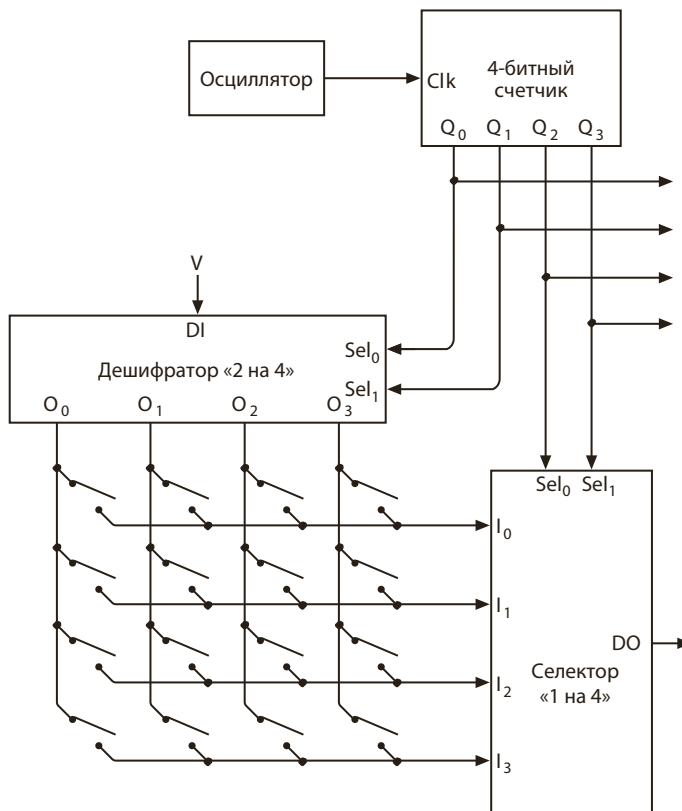 Осциллятор
4-битный
счетчик
Clk
Q0 Q1 Q2 Q3
V
DI
Sel0
Дешифратор «2 на 4»
Sel1
O0 O1 O2 O3
Sel0 Sel1
I0
I1
DO
Селектор
«1 на 4»
I2
I3